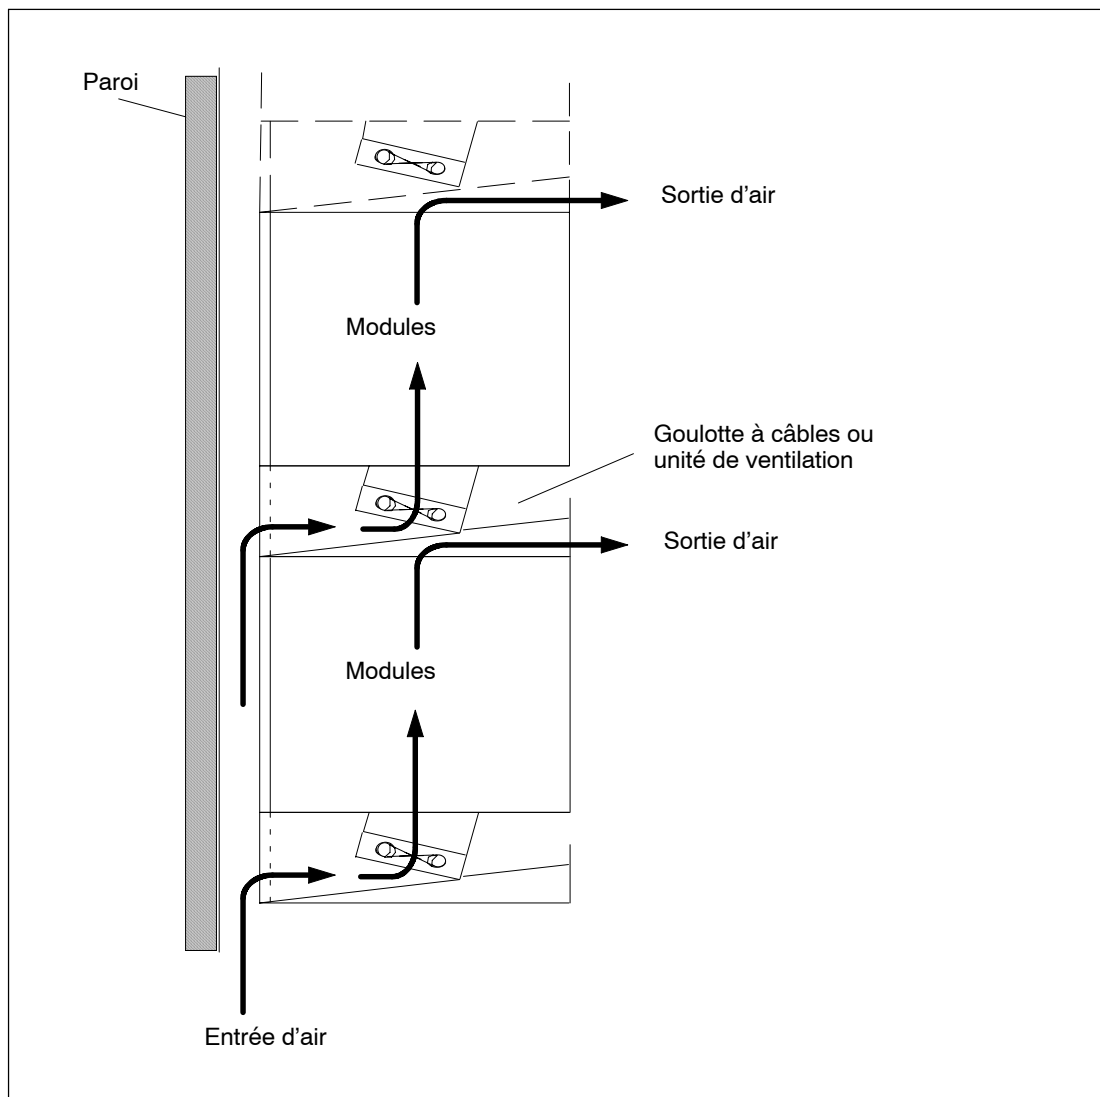 Paroi
Sortie d’air
Modules
Goulotte à câbles ou
unité de ventilation
Sortie d’air
Modules
Entrée d’air